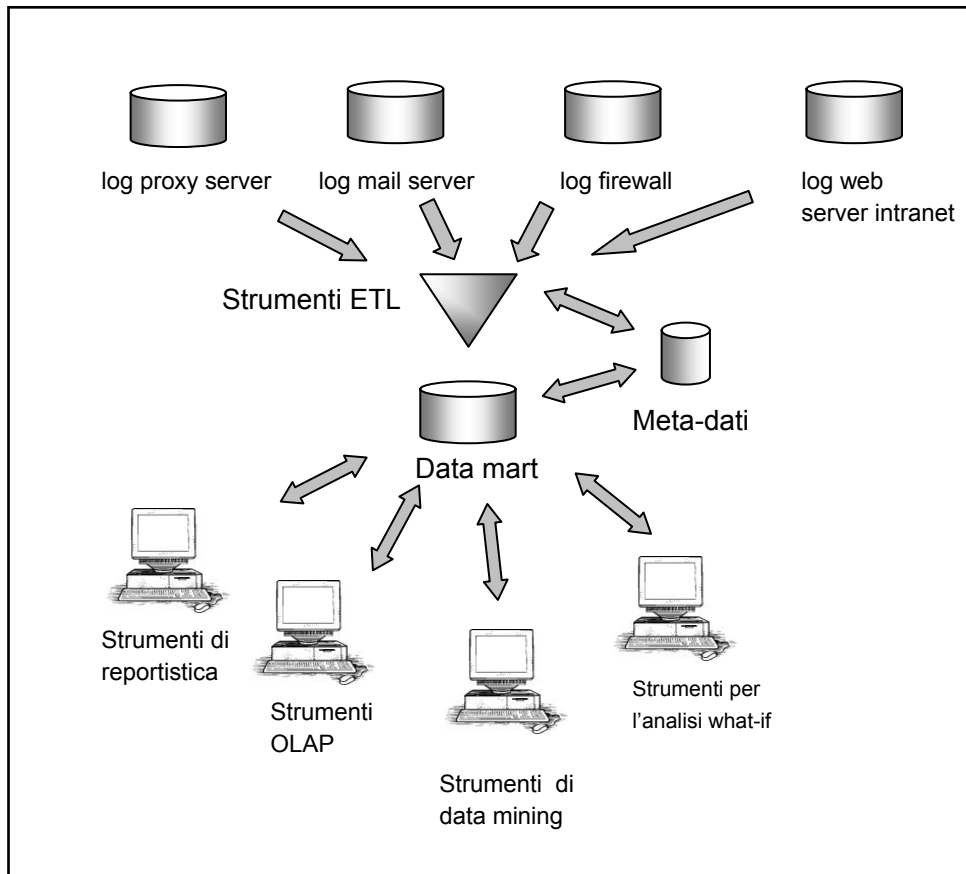 log proxy server
log mail server
log firewall
log web
server intranet
Strumenti ETL
Meta-dati
Data mart
Strumenti di
reportistica
Strumenti
OLAP
Strumenti di
data mining
Strumenti per
l'analisi what-if